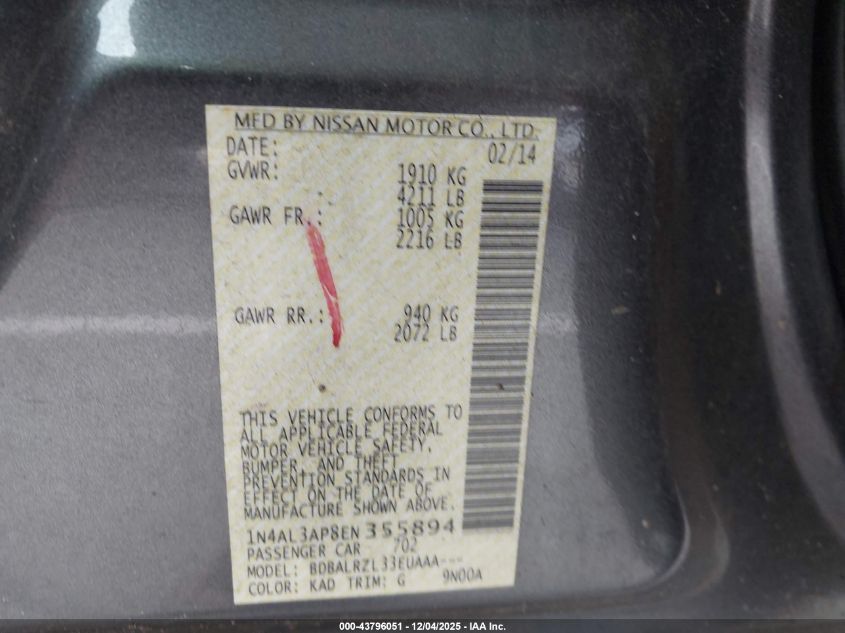 MFD BY NISSAN MOTOR CO., LTD.
DATE: 02/14
GVWR: 1910 KG
4211 LB
GAWR FR.: 1005 KG
2216 LB
GAWR RR.: 940 KG
2072 LB
THIS VEHICLE CONFORMS TO
ALL APPLICABLE FEDERAL
MOTOR VEHICLE SAFETY,
BUMPER, AND THEFT
PREVENTION STANDARDS IN
EFFECT ON THE DATE OF
MANUFACTURE SHOWN ABOVE.
1N4AL3AP8EN355894
PASSENGER CAR 702
MODEL: BDBALRZL33EUAAA---
COLOR: KAD TRIM: G 9N00A
000-43796051 - 12/04/2025 - IAA Inc.